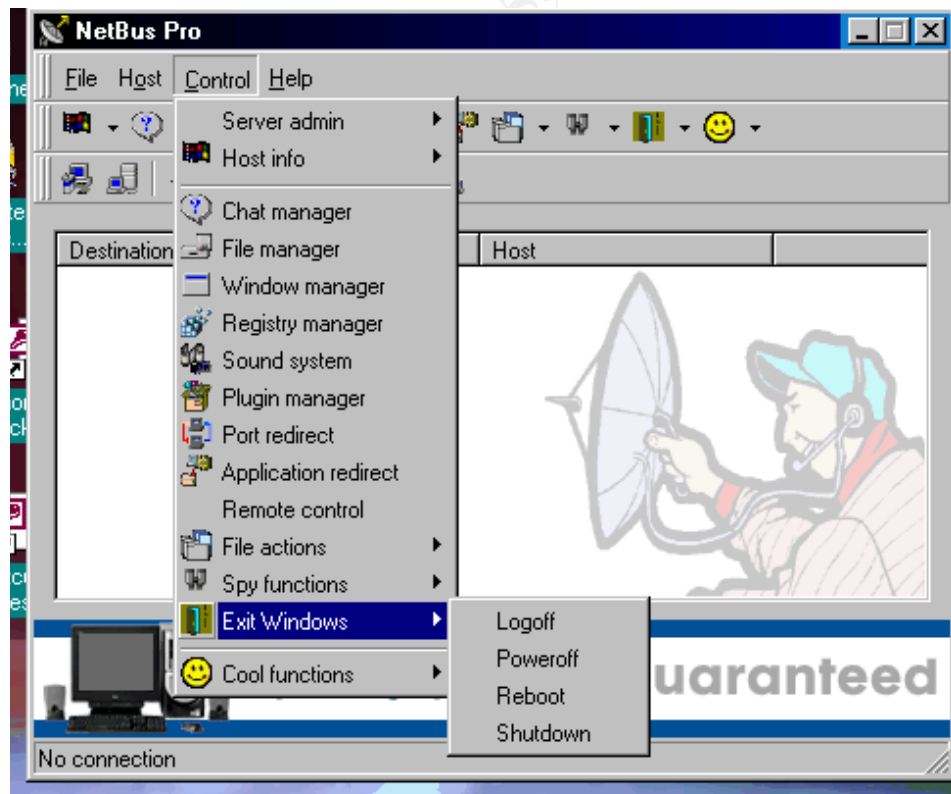 NetBus Pro
File Host Control Help
Server admin
Host info
Chat manager
File manager
Window manager
Registry manager
Sound system
Plugin manager
Port redirect
Application redirect
Remote control
File actions
Spy functions
Exit Windows
Cool functions
Logoff
Poweroff
Reboot
Shutdown
Destination Host
uaranteed
No connection